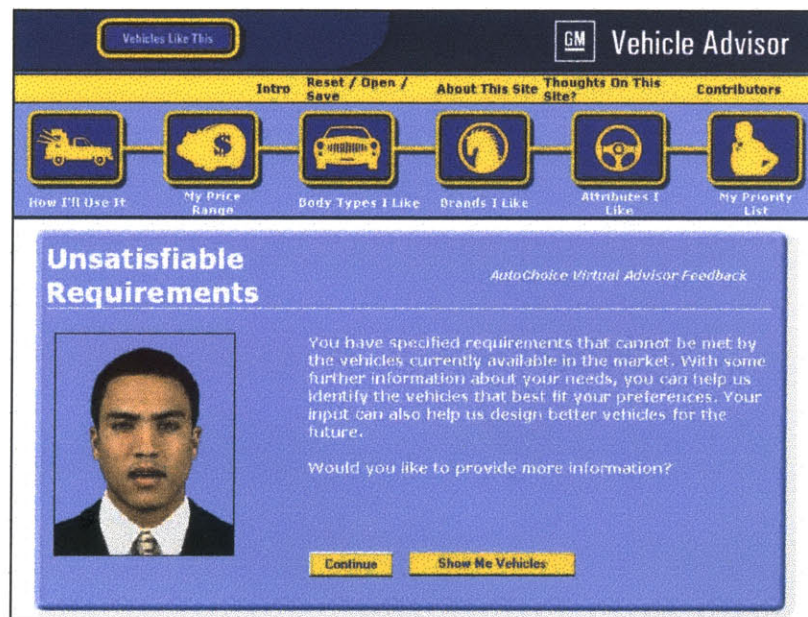 Vehicles Like This
GM Vehicle Advisor
Intro
Reset / Open /
Save
About This Site
Thoughts On This
Site?
Contributors
$
How I'll Use It
My Price
Range
Body Types I Like
Brands I Like
Attributes I
Like
My Priority
List
Unsatisfiable
Requirements
AutoChoice Virtual Advisor Feedback
You have specified requirements that cannot be met by
the vehicles currently available in the market. With some
further information about your needs, you can help us
identify the vehicles that best fit your preferences. Your
input can also help us design better vehicles for the
future.
Would you like to provide more information?
Continue
Show Me Vehicles